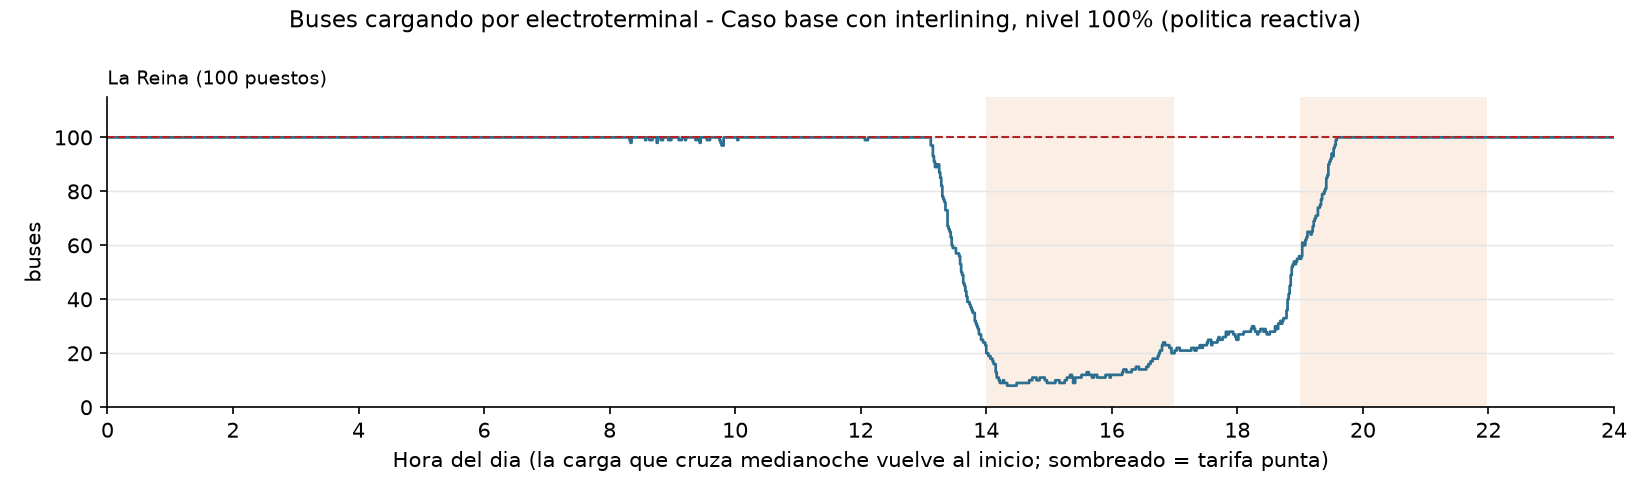 Buses cargando por electroterminal - Caso base con interlining, nivel 100% (politica reactiva)
La Reina (100 puestos)
buses
100
80
60
40
20
0
0 2 4 6 8 10 12 14 16 18 20 22 24
Hora del dia (la carga que cruza medianoche vuelve al inicio; sombreado = tarifa punta)